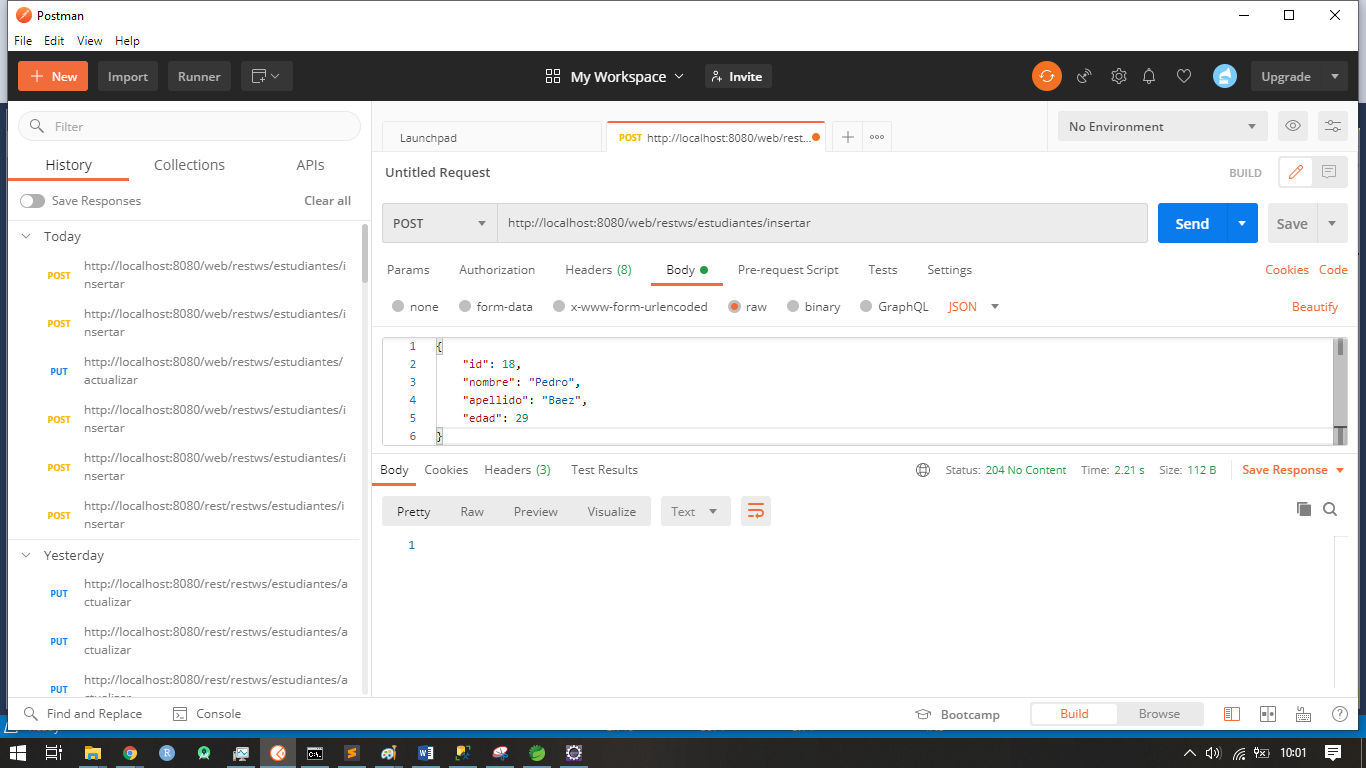 Postman
File Edit View Help
New Import Runner My Workspace Invite Upgrade
Filter
History Collections APIs
Save Responses Clear all
Today
POST http://localhost:8080/web/restws/estudiantes/i
nsertar
POST http://localhost:8080/web/restws/estudiantes/i
nsertar
PUT http://localhost:8080/web/restws/estudiantes/
actualizar
POST http://localhost:8080/web/restws/estudiantes/i
nsertar
POST http://localhost:8080/web/restws/estudiantes/i
nsertar
POST http://localhost:8080/rest/restws/estudiantes/i
nsertar
Yesterday
PUT http://localhost:8080/rest/restws/estudiantes/a
ctualizar
PUT http://localhost:8080/rest/restws/estudiantes/a
ctualizar
PUT http://localhost:8080/rest/restws/estudiantes/a
Launchpad POST http://localhost:8080/web/rest... No Environment
Untitled Request BUILD
POST http://localhost:8080/web/restws/estudiantes/insertar Send Save
Params Authorization Headers (8) Body Pre-request Script Tests Settings Cookies Code
none form-data x-www-form-urlencoded raw binary GraphQL JSON Beautify
1 {
2 "id": 18,
3 "nombre": "Pedro",
4 "apellido": "Baez",
5 "edad": 29
6 }
Body Cookies Headers (3) Test Results Status: 204 No Content Time: 2.21 s Size: 112 B Save Response
Pretty Raw Preview Visualize Text
1
Find and Replace Console Bootcamp Build Browse
10:01